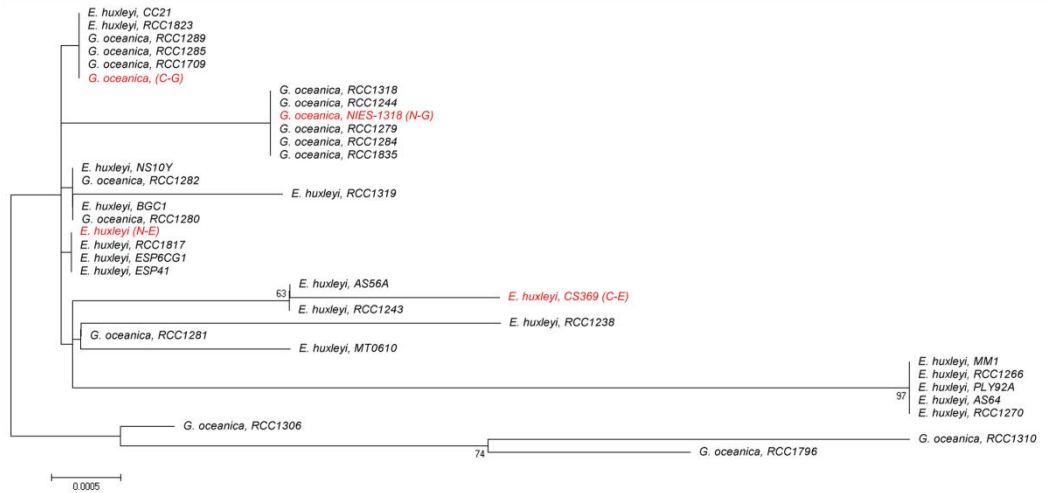 E. huxleyi, CC21
E. huxleyi, RCC1823
G. oceanica, RCC1289
G. oceanica, RCC1285
G. oceanica, RCC1709
G. oceanica, (C-G)
G. oceanica, RCC1318
G. oceanica, RCC1244
G. oceanica, NIES-1318 (N-G)
G. oceanica, RCC1279
G. oceanica, RCC1284
G. oceanica, RCC1835
E. huxleyi, NS10Y
G. oceanica, RCC1282
E. huxleyi, RCC1319
E. huxleyi, BGC1
G. oceanica, RCC1280
E. huxleyi (N-E)
E. huxleyi, RCC1817
E. huxleyi, ESP6CG1
E. huxleyi, ESP41
E. huxleyi, AS56A
63
E. huxleyi, CS369 (C-E)
E. huxleyi, RCC1243
E. huxleyi, RCC1238
G. oceanica, RCC1281
E. huxleyi, MT0610
E. huxleyi, MM1
E. huxleyi, RCC1266
E. huxleyi, PLY92A
97
E. huxleyi, AS64
E. huxleyi, RCC1270
G. oceanica, RCC1306
G. oceanica, RCC1310
74
G. oceanica, RCC1796
0.0005